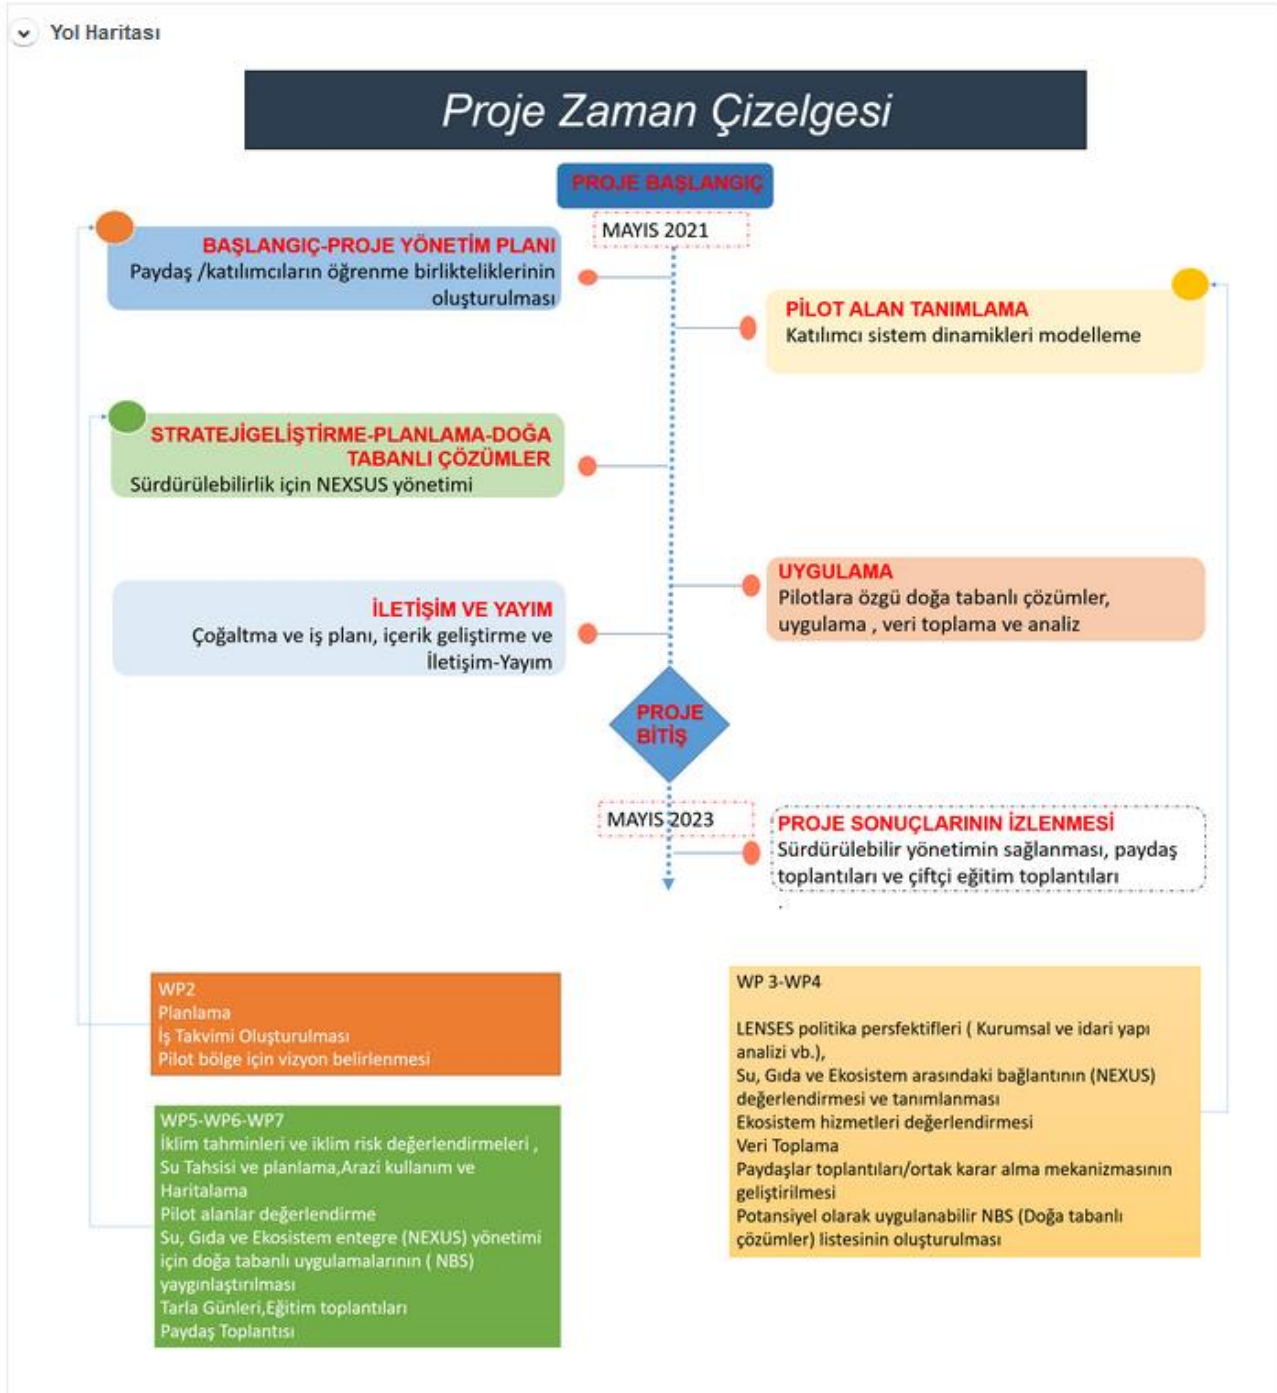 Yol Haritası
Proje Zaman Çizelgesi
PROJE BAŞLANGIÇ
MAYIS 2021
BAŞLANGIÇ-PROJE YÖNETİM PLANI
Paydaş /katılımcıların öğrenme birlikteliklerinin
oluşturulması
PİLOT ALAN TANIMLAMA
Katılımcı sistem dinamikleri modelleme
STRATEJİGELİŞTİRME-PLANLAMA-DOĞA
TABANLI ÇÖZÜMLER
Sürdürülebilirlik için NEXSUS yönetimi
UYGULAMA
Pilotlara özgü doğa tabanlı çözümler,
uygulama , veri toplama ve analiz
İLETİŞİM VE YAYIM
Çoğaltma ve iş planı, içerik geliştirme ve
İletişim-Yayım
PROJE
BİTİŞ
MAYIS 2023
PROJE SONUÇLARININ İZLENMESİ
Sürdürülebilir yönetimin sağlanması, paydaş
toplantıları ve çiftçi eğitim toplantıları
.
WP2
Planlama
İş Takvimi Oluşturulması
Pilot bölge için vizyon belirlenmesi
WP5-WP6-WP7
İklim tahminleri ve iklim risk değerlendirmeleri ,
Su Tahsisi ve planlama,Arazi kullanım ve
Haritalama
Pilot alanlar değerlendirme
Su, Gıda ve Ekosistem entegre (NEXUS) yönetimi
için doğa tabanlı uygulamalarının ( NBS)
yaygınlaştırılması
Tarla Günleri,Eğitim toplantıları
Paydaş Toplantısı
WP 3-WP4
LENSES politika persfektifleri ( Kurumsal ve idari yapı
analizi vb.),
Su, Gıda ve Ekosistem arasındaki bağlantının (NEXUS)
değerlendirmesi ve tanımlanması
Ekosistem hizmetleri değerlendirmesi
Veri Toplama
Paydaşlar toplantıları/ortak karar alma mekanizmasının
geliştirilmesi
Potansiyel olarak uygulanabilir NBS (Doğa tabanlı
çözümler) listesinin oluşturulması